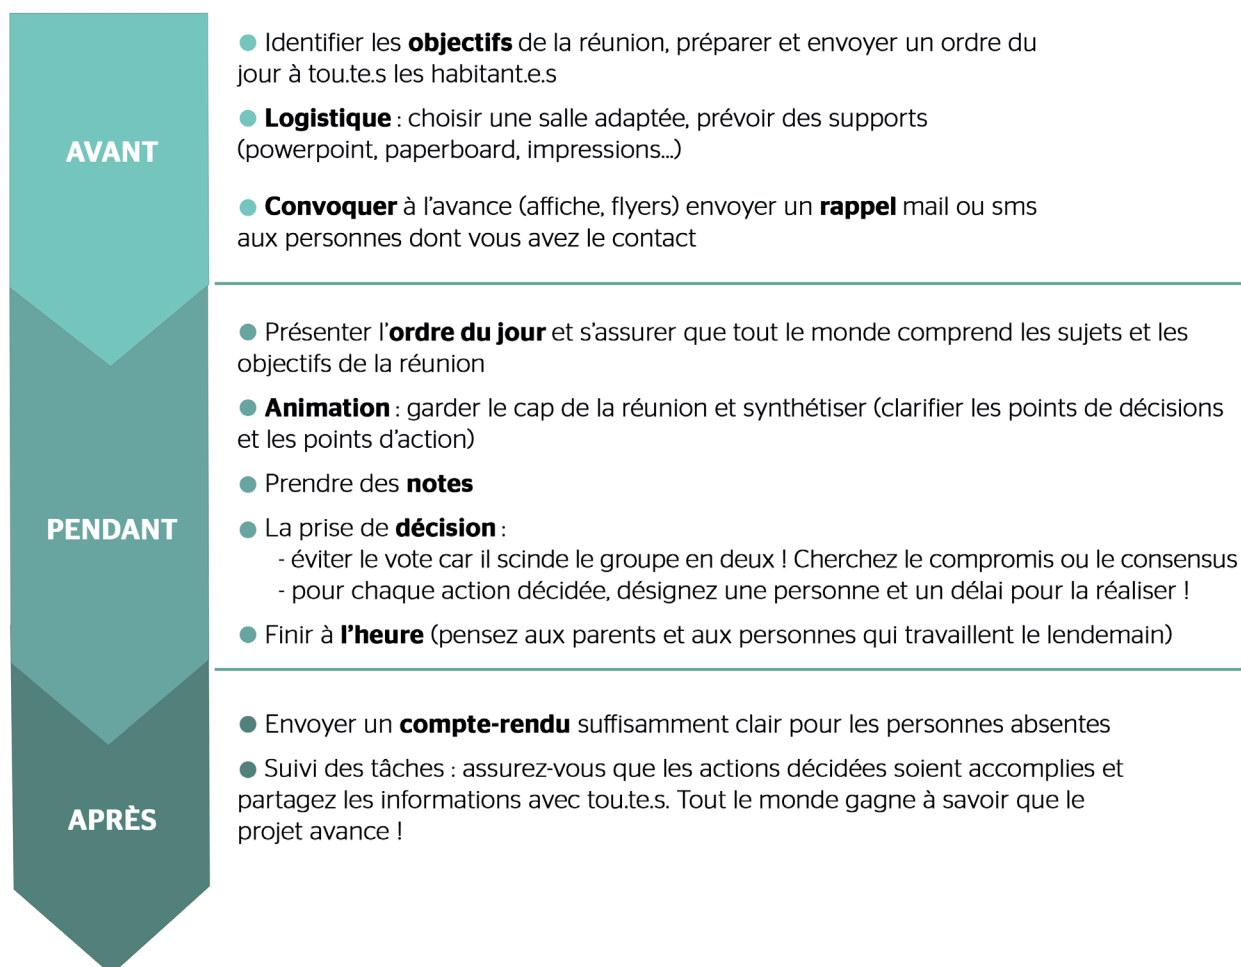 AVANT
● Identifier les objectifs de la réunion, préparer et envoyer un ordre du
jour à tou.te.s les habitant.e.s
● Logistique : choisir une salle adaptée, prévoir des supports
(powerpoint, paperboard, impressions...)
● Convoquer à l’avance (affiche, flyers) envoyer un rappel mail ou sms
aux personnes dont vous avez le contact
PENDANT
● Présenter l’ordre du jour et s’assurer que tout le monde comprend les sujets et les
objectifs de la réunion
● Animation : garder le cap de la réunion et synthétiser (clarifier les points de décisions
et les points d’action)
● Prendre des notes
● La prise de décision :
- éviter le vote car il scinde le groupe en deux ! Cherchez le compromis ou le consensus
- pour chaque action décidée, désignez une personne et un délai pour la réaliser !
● Finir à l’heure (pensez aux parents et aux personnes qui travaillent le lendemain)
APRÈS
● Envoyer un compte-rendu suffisamment clair pour les personnes absentes
● Suivi des tâches : assurez-vous que les actions décidées soient accomplies et
partagez les informations avec tou.te.s. Tout le monde gagne à savoir que le
projet avance !